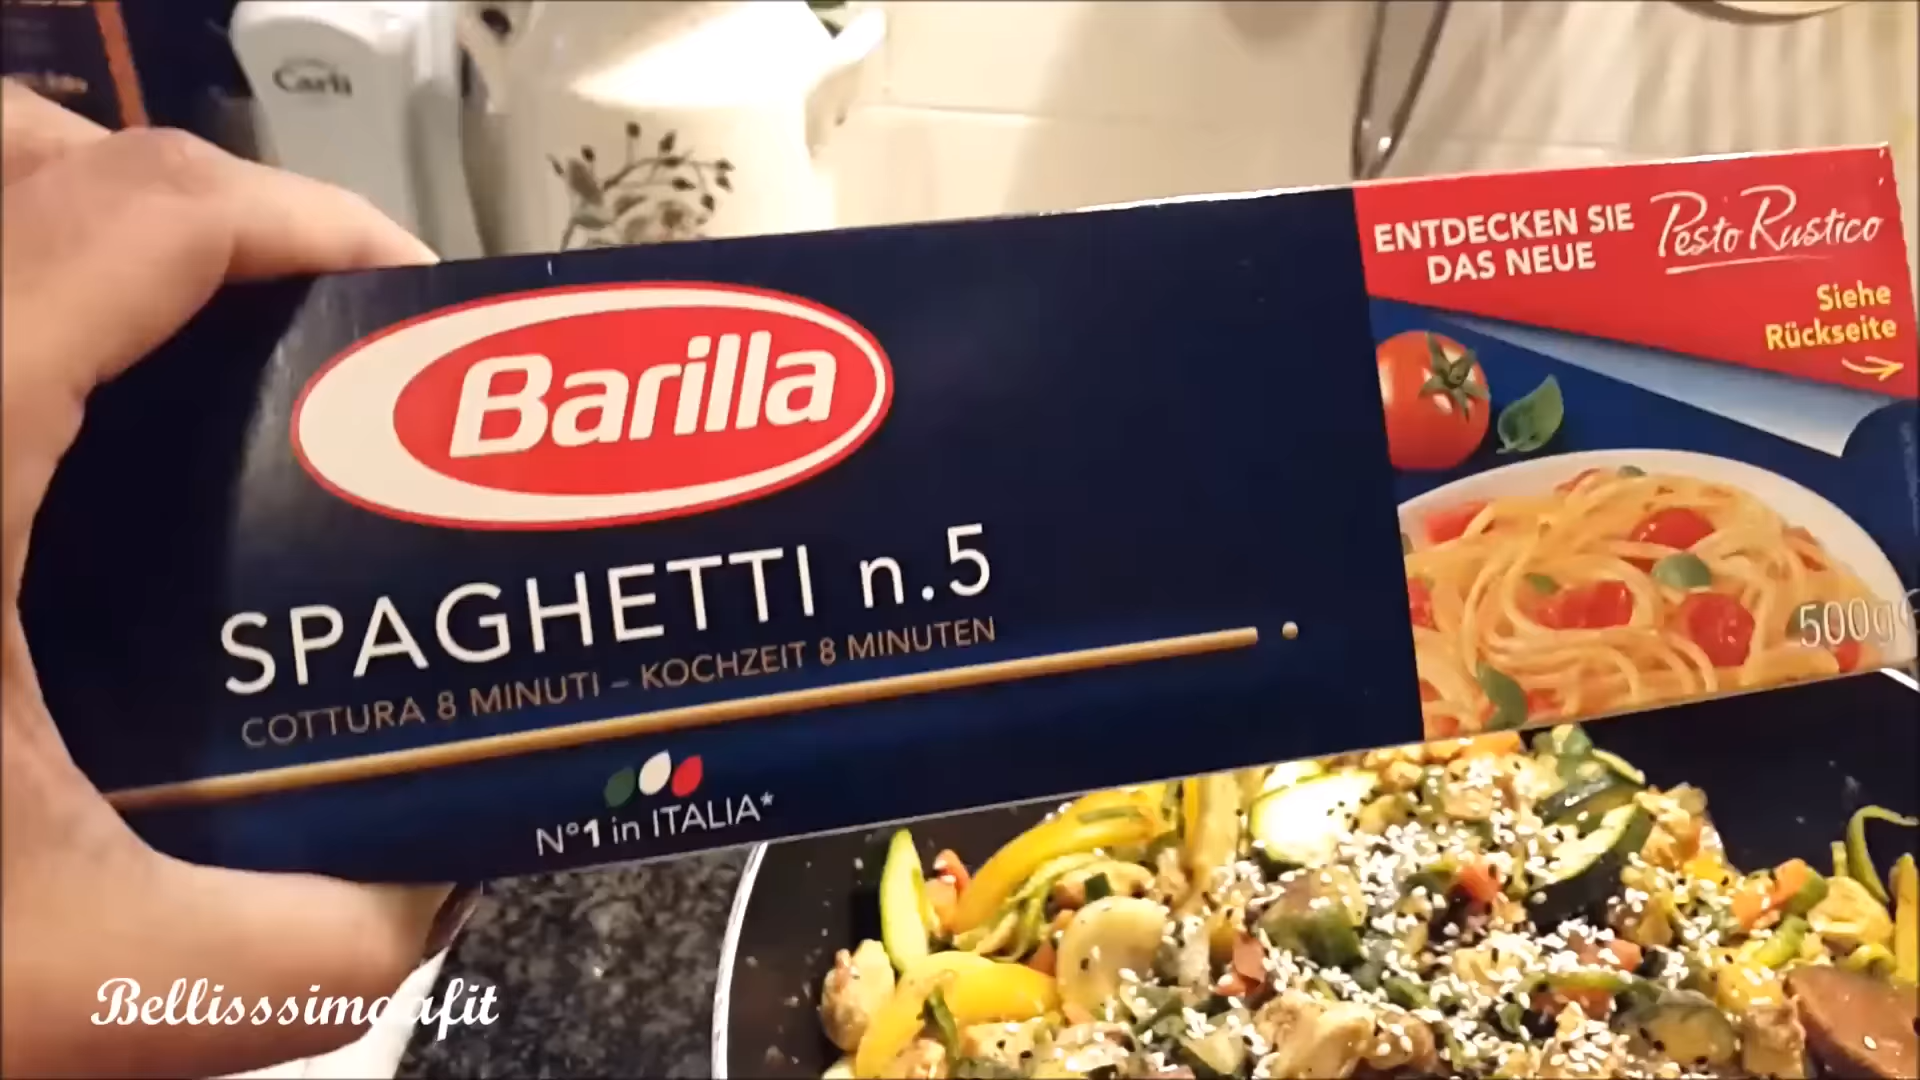 Carli
Barilla
SPAGHETTI n.5
COTTURA 8 MINUTI – KOCHZEIT 8 MINUTEN
N°1 in ITALIA*
ENTDECKEN SIE
DAS NEUE
Pesto Rustico
Siehe
Rückseite
500g